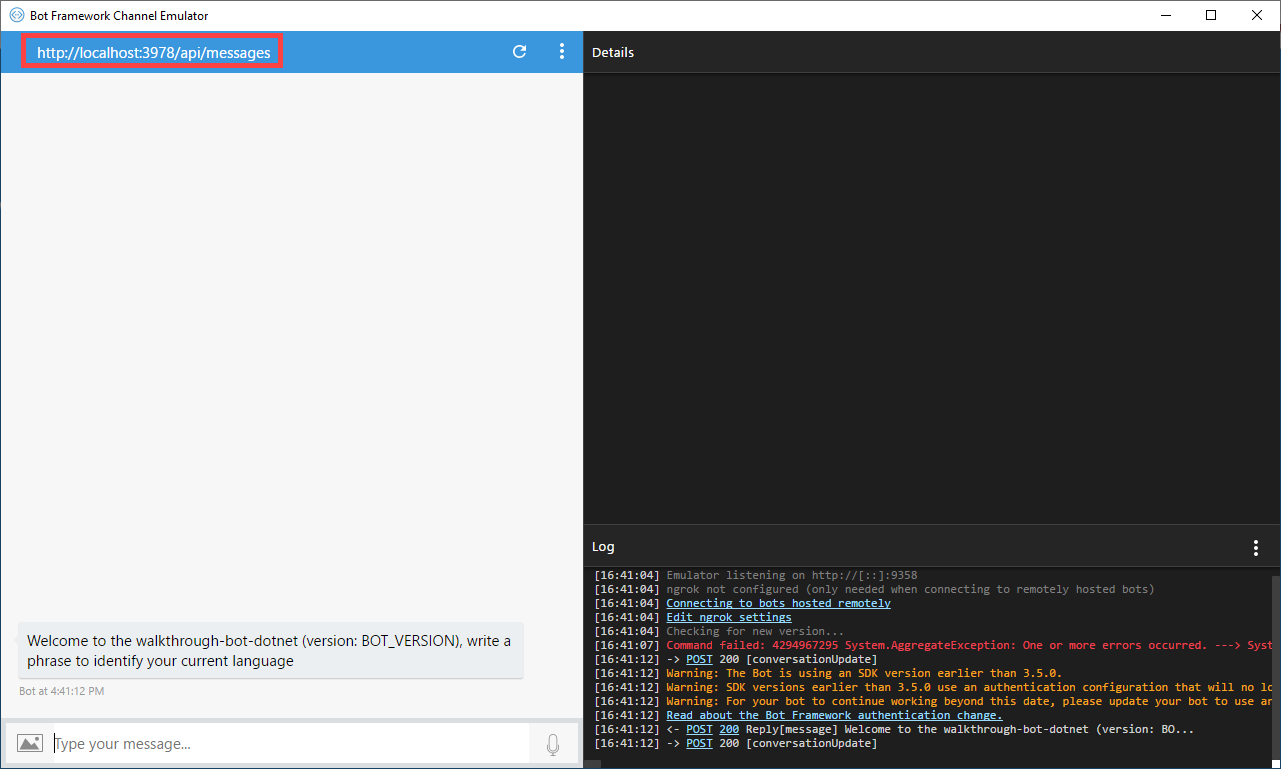 Bot Framework Channel Emulator
http://localhost:3978/api/messages
Details
Welcome to the walkthrough-bot-dotnet (version: BOT_VERSION), write a
phrase to identify your current language
Bot at 4:41:12 PM
Type your message...
Log
[16:41:04] Emulator listening on http://[::]:9358
[16:41:04] ngrok not configured (only needed when connecting to remotely hosted bots)
[16:41:04] Connecting to bots hosted remotely
[16:41:04] Edit ngrok settings
[16:41:04] Checking for new version...
[16:41:07] Command failed: 4294967295 System.AggregateException: One or more errors occurred. ---> Syst
[16:41:12] -> POST 200 [conversationUpdate]
[16:41:12] Warning: The Bot is using an SDK version earlier than 3.5.0.
[16:41:12] Warning: SDK versions earlier than 3.5.0 use an authentication configuration that will no lo
[16:41:12] Warning: For your bot to continue working beyond this date, please update your bot to use an
[16:41:12] Read about the Bot Framework authentication change.
[16:41:12] <- POST 200 Reply[message] Welcome to the walkthrough-bot-dotnet (version: BO...
[16:41:12] -> POST 200 [conversationUpdate]